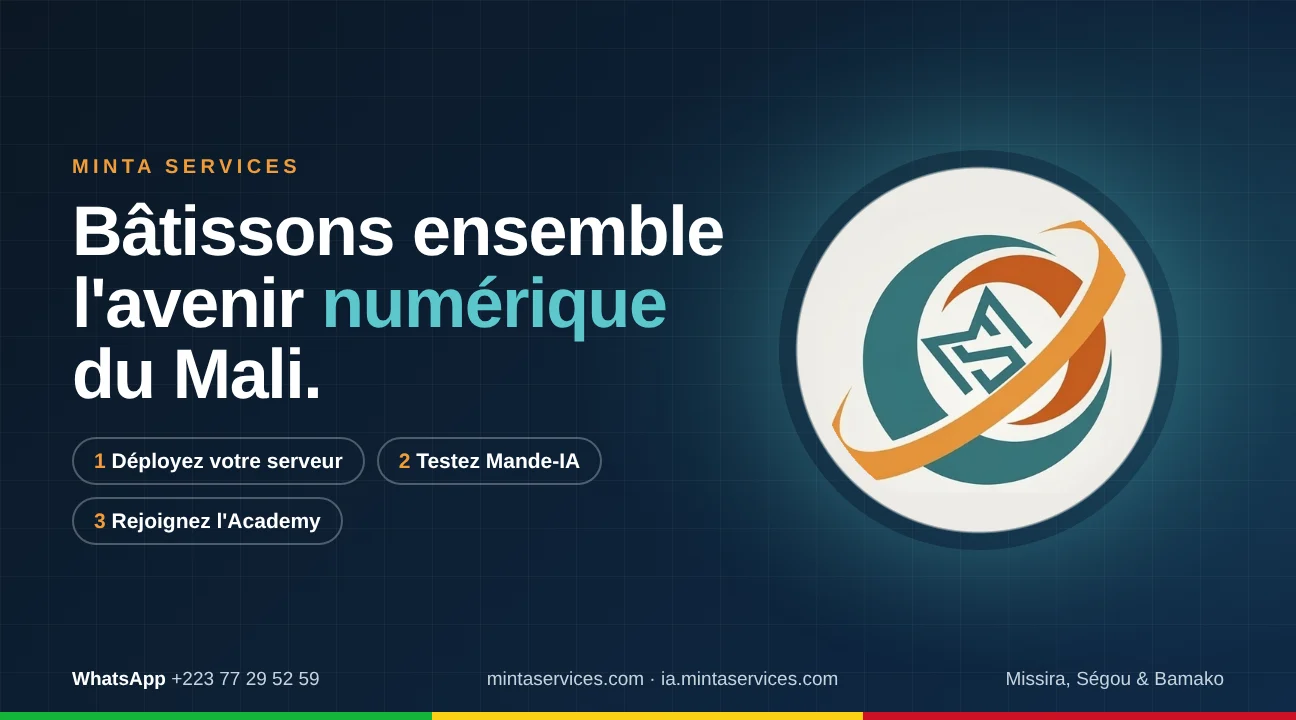 MINTA SERVICES
Bâtissons ensemble
l'avenir numérique
du Mali.
1 Déployez votre serveur
2 Testez Mande-IA
3 Rejoignez l'Academy
MS
WhatsApp +223 77 29 52 59
mintaservices.com · ia.mintaservices.com
Missira, Ségou & Bamako